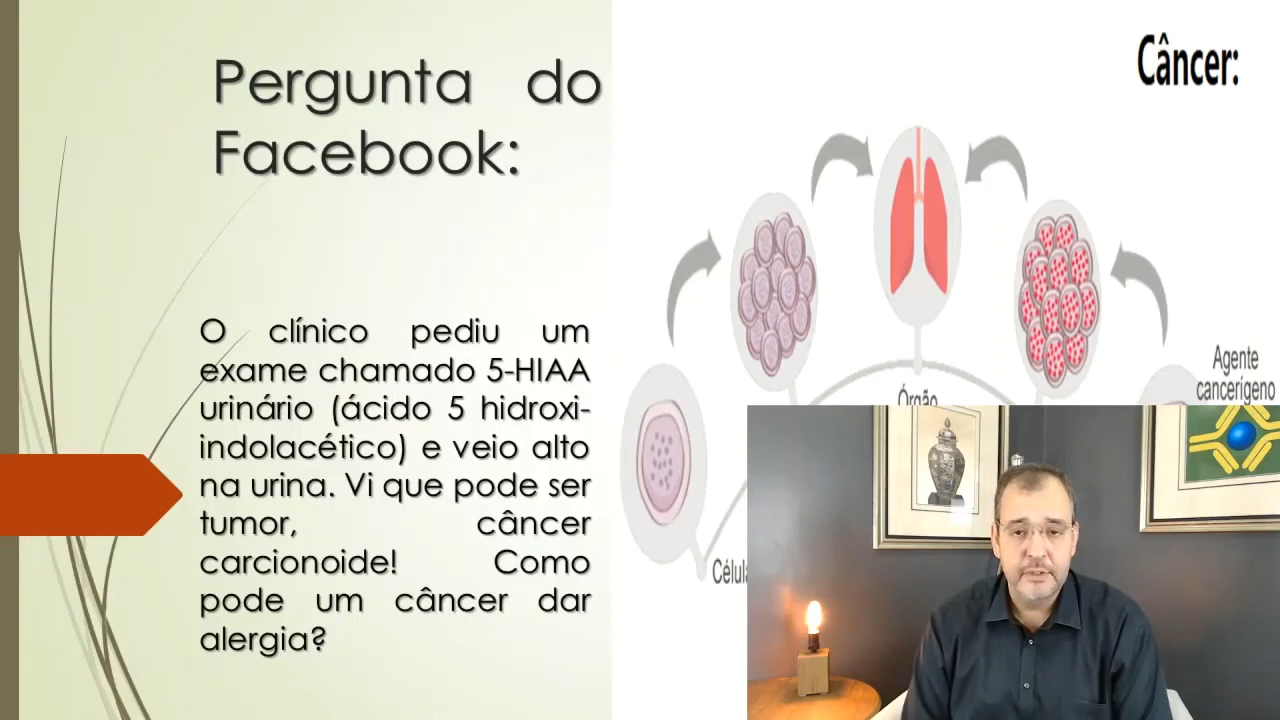 Pergunta do
Facebook:
O clínico pediu um
exame chamado 5-HIAA
urinário (ácido 5 hidroxi-
indolacético) e veio alto
na urina. Vi que pode ser
tumor, câncer
carcionoide! Como
pode um câncer dar
alergia?
Câncer:
Órgão
Agente
cancerígeno